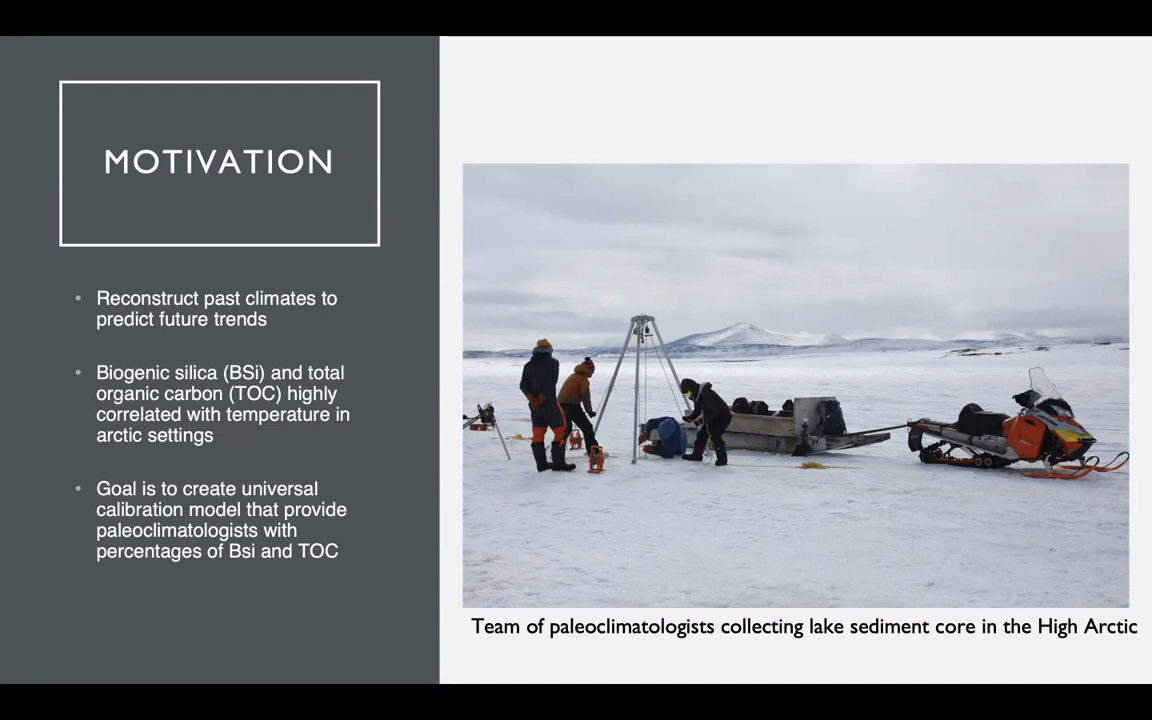 MOTIVATION
• Reconstruct past climates to
predict future trends
• Biogenic silica (BSi) and total
organic carbon (TOC) highly
correlated with temperature in
arctic settings
• Goal is to create universal
calibration model that provide
paleoclimatologists with
percentages of Bsi and TOC
Team of paleoclimatologists collecting lake sediment core in the High Arctic